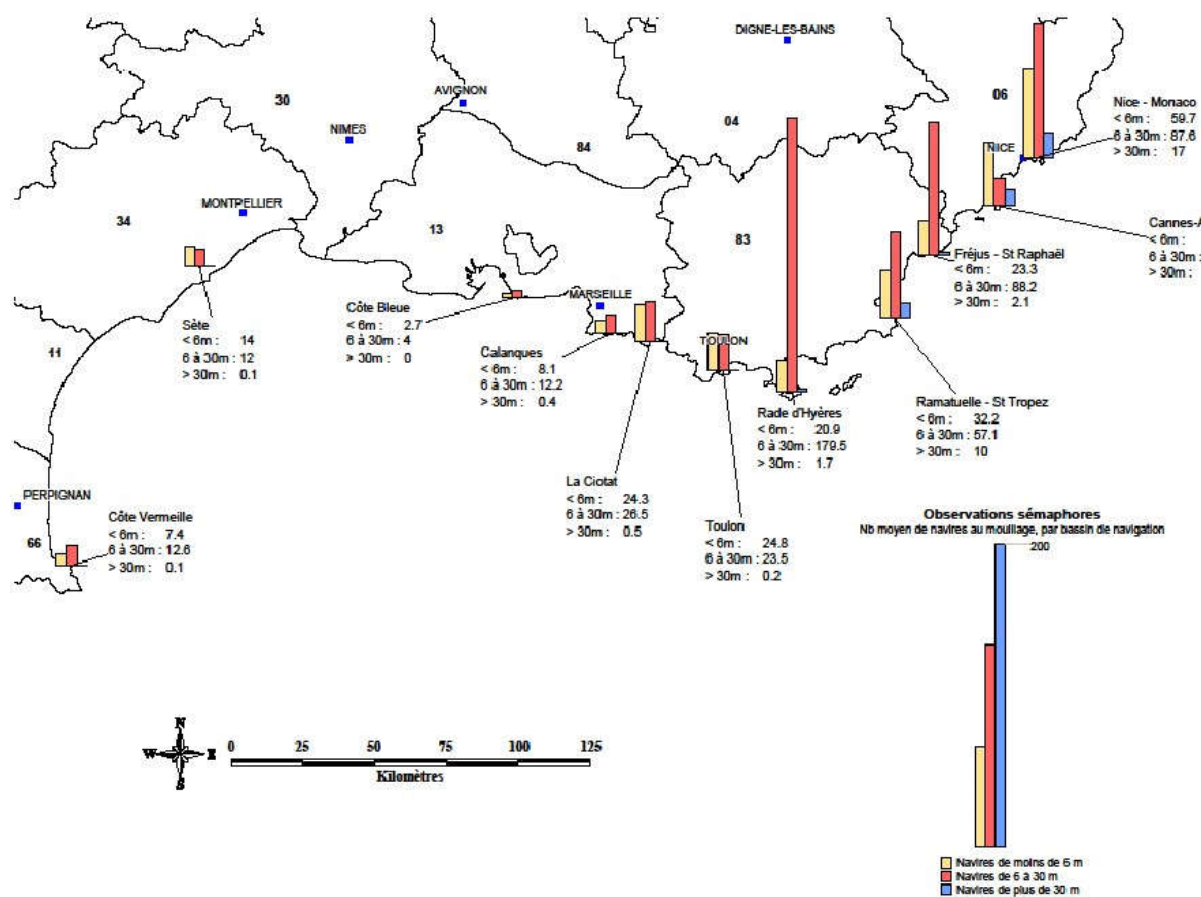 DIGNE-LES-BAINS
AVIGNON
NIMES
MONTPELLIER
30
04
06
84
34
13
83
11
66
NICE
MARSEILLE
TOULON
PERPIGNAN
Nice - Monaco
< 6m : 59.7
6 à 30m : 87.6
> 30m : 17
Cannes-A
< 6m :
6 à 30m :
> 30m :
Fréjus - St Raphaël
< 6m : 23.3
6 à 30m : 88.2
> 30m : 2.1
Côte Bleue
< 6m : 2.7
6 à 30m : 4
> 30m : 0
Sète
< 6m : 14
6 à 30m : 12
> 30m : 0.1
Calanques
< 6m : 8.1
6 à 30m : 12.2
> 30m : 0.4
Ramatuelle - St Tropez
< 6m : 32.2
6 à 30m : 57.1
> 30m : 10
Rade d'Hyères
< 6m : 20.9
6 à 30m : 179.5
> 30m : 1.7
La Ciotat
< 6m : 24.3
6 à 30m : 26.5
> 30m : 0.5
Toulon
< 6m : 24.8
6 à 30m : 23.5
> 30m : 0.2
Côte Vermeille
< 6m : 7.4
6 à 30m : 12.6
> 30m : 0.1
Observations sémaphores
Nb moyen de navires au mouillage, par bassin de navigation
200
N
W E
S
0 25 50 75 100 125
Kilomètres
Navires de moins de 6 m
Navires de 6 à 30 m
Navires de plus de 30 m